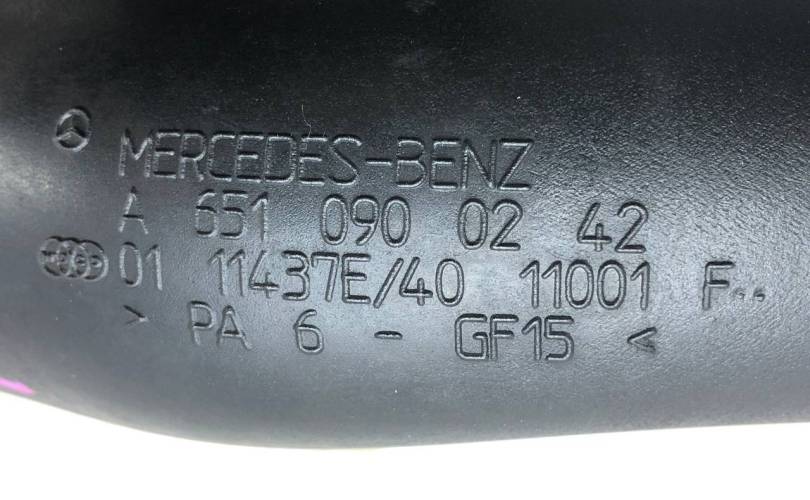 MERCEDES-BENZ
A 651 090 02 42
01 11437E/40 11001 F..
> PA 6 - GF15 <